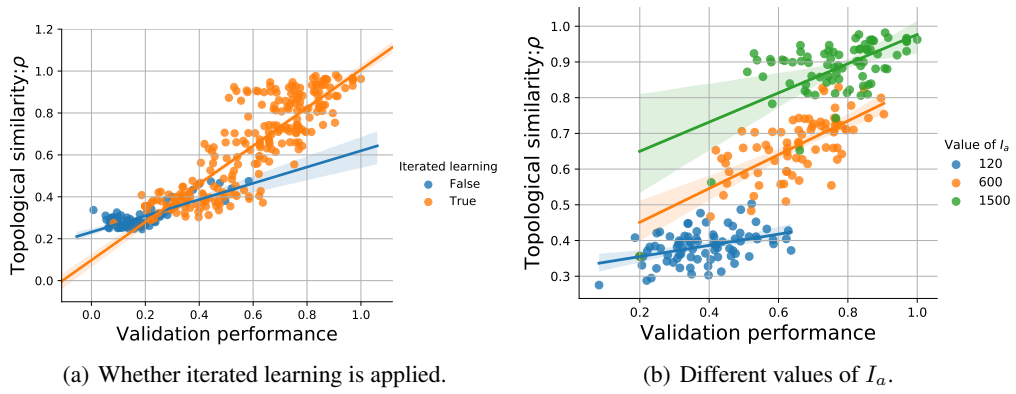 1.2
1.0
0.8
0.6
0.4
0.2
0.0
Topological similarity:ρ
0.0 0.2 0.4 0.6 0.8 1.0
Validation performance
Iterated learning
False
True
(a) Whether iterated learning is applied.
1.0
0.9
0.8
0.7
0.6
0.5
0.4
0.3
Topological similarity:ρ
0.2 0.4 0.6 0.8 1.0
Validation performance
Value of Iₐ
120
600
1500
(b) Different values of Iₐ.